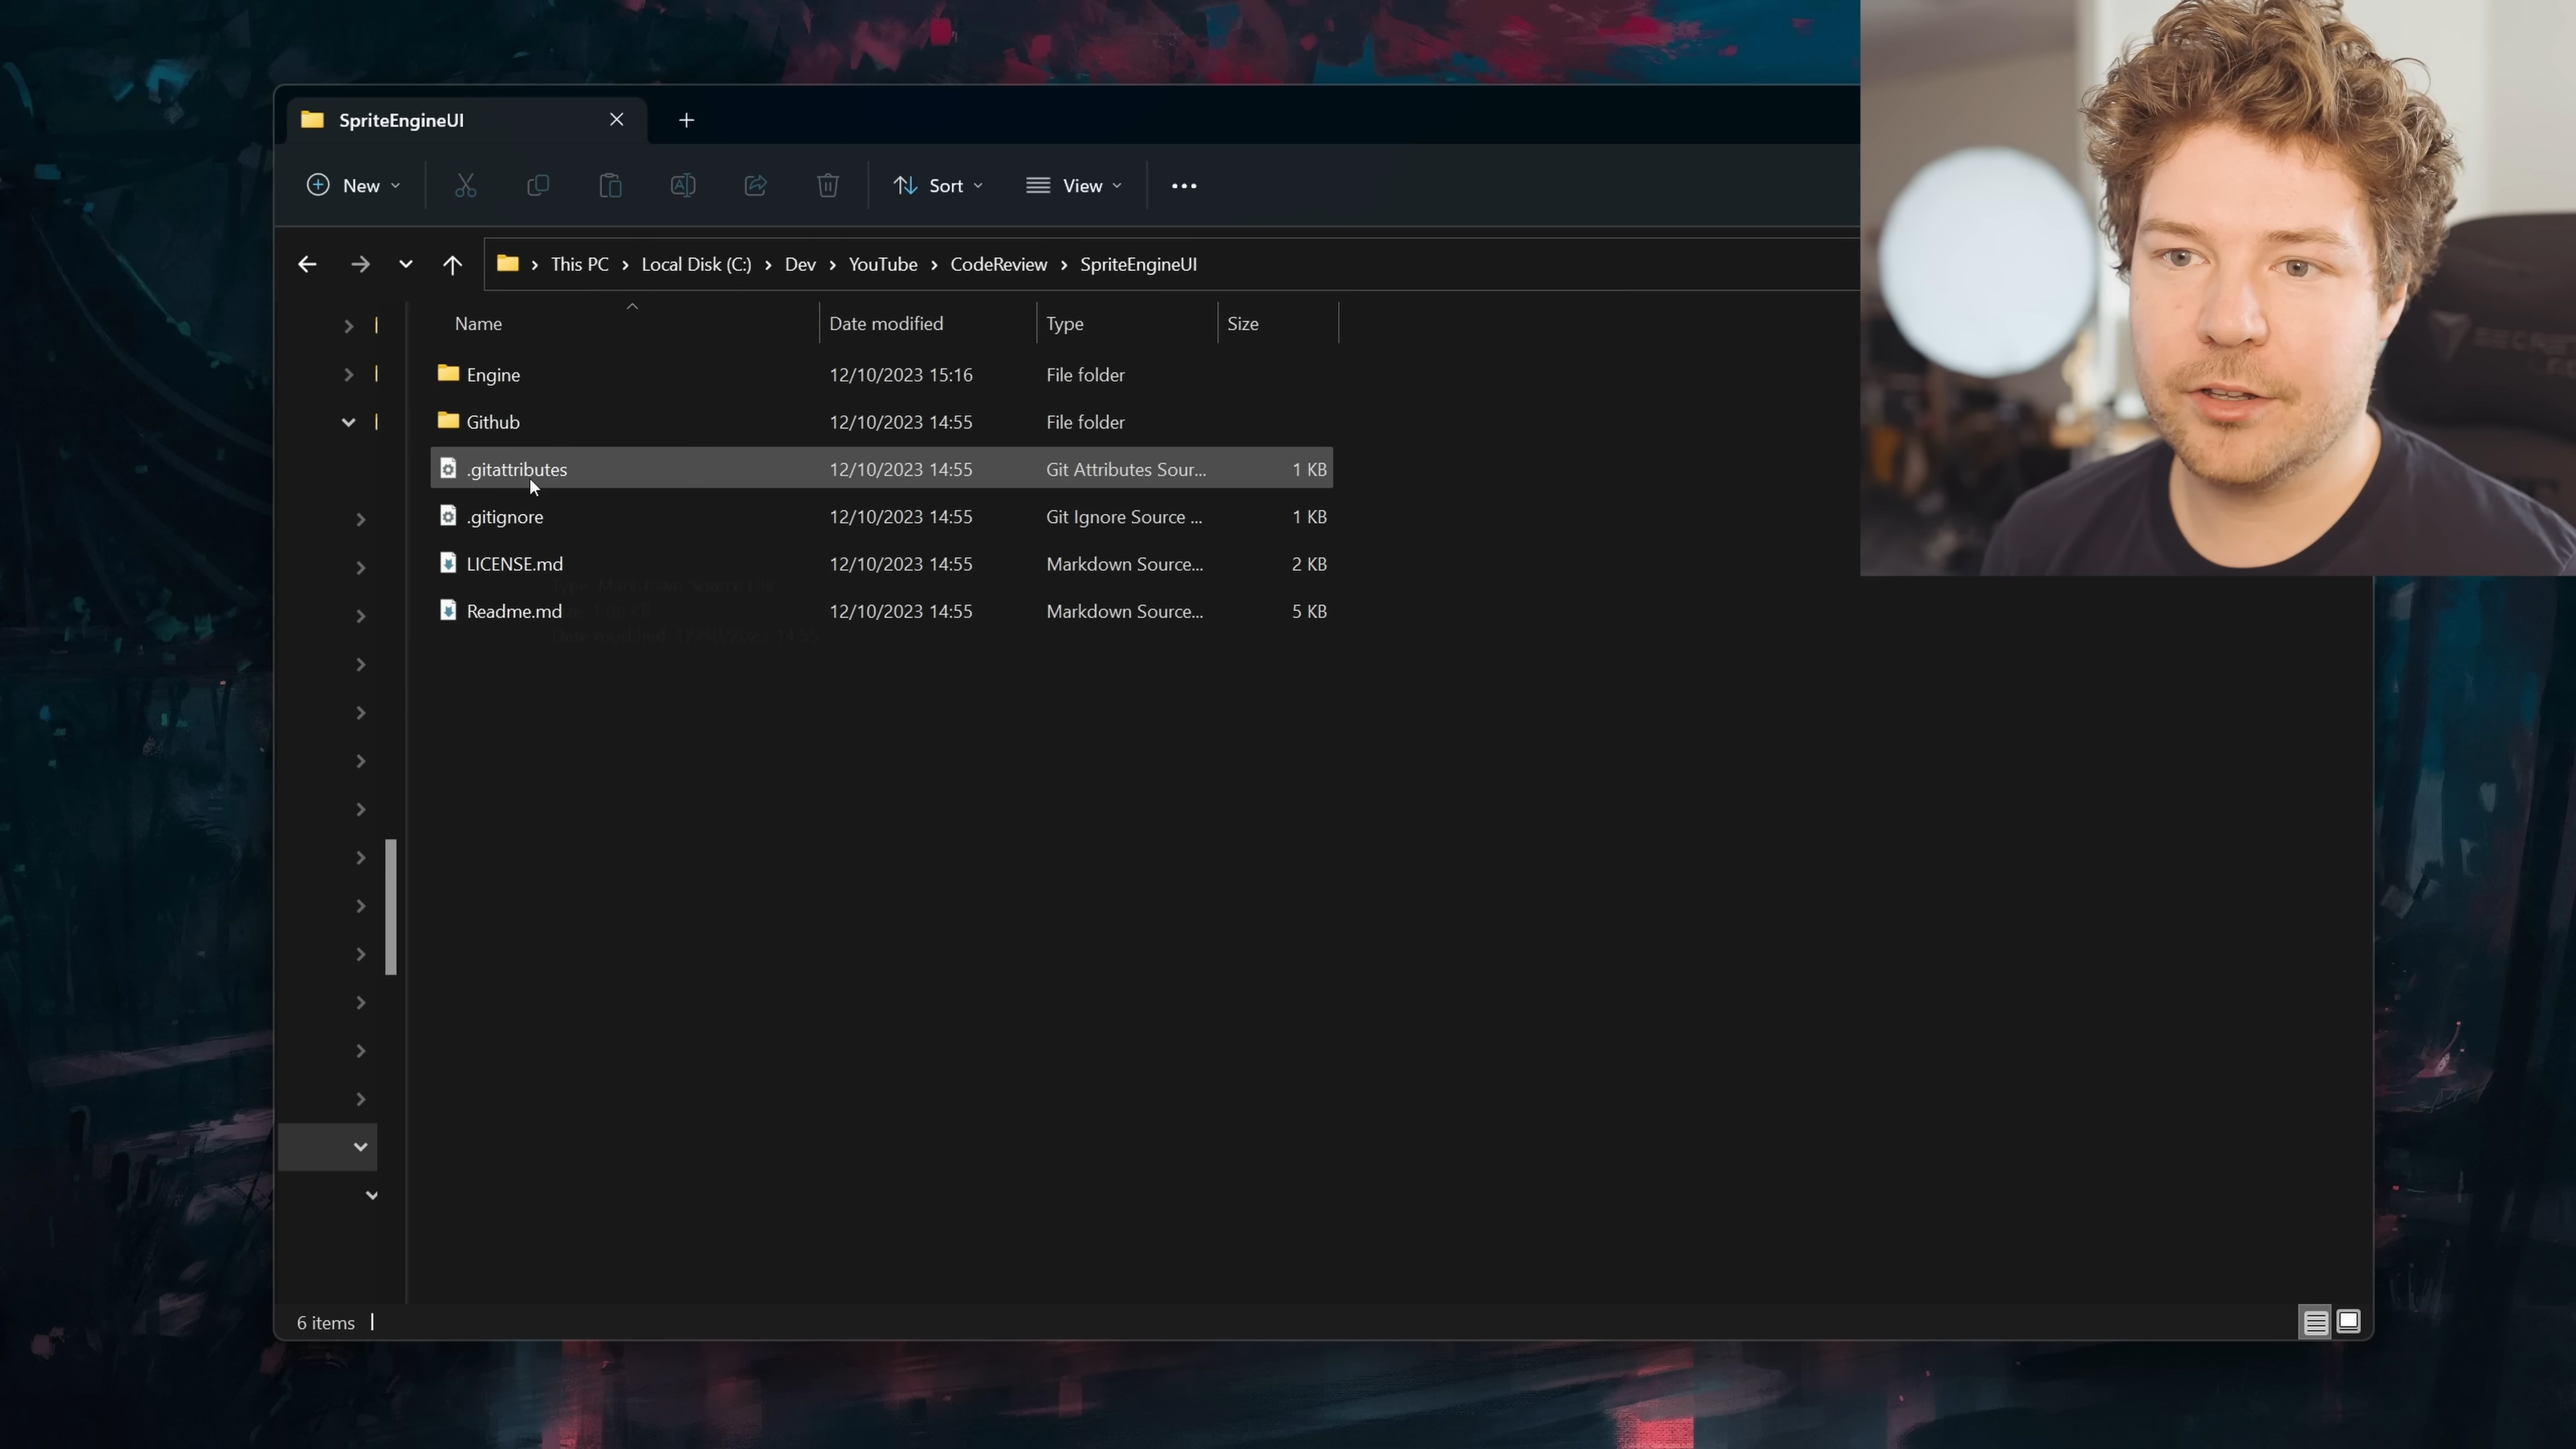 SpriteEngineUI
New
Sort
View
This PC > Local Disk (C:) > Dev > YouTube > CodeReview > SpriteEngineUI
Name Date modified Type Size
Engine 12/10/2023 15:16 File folder
Github 12/10/2023 14:55 File folder
.gitattributes 12/10/2023 14:55 Git Attributes Sour... 1 KB
.gitignore 12/10/2023 14:55 Git Ignore Source ... 1 KB
LICENSE.md 12/10/2023 14:55 Markdown Source... 2 KB
Readme.md 12/10/2023 14:55 Markdown Source... 5 KB
6 items